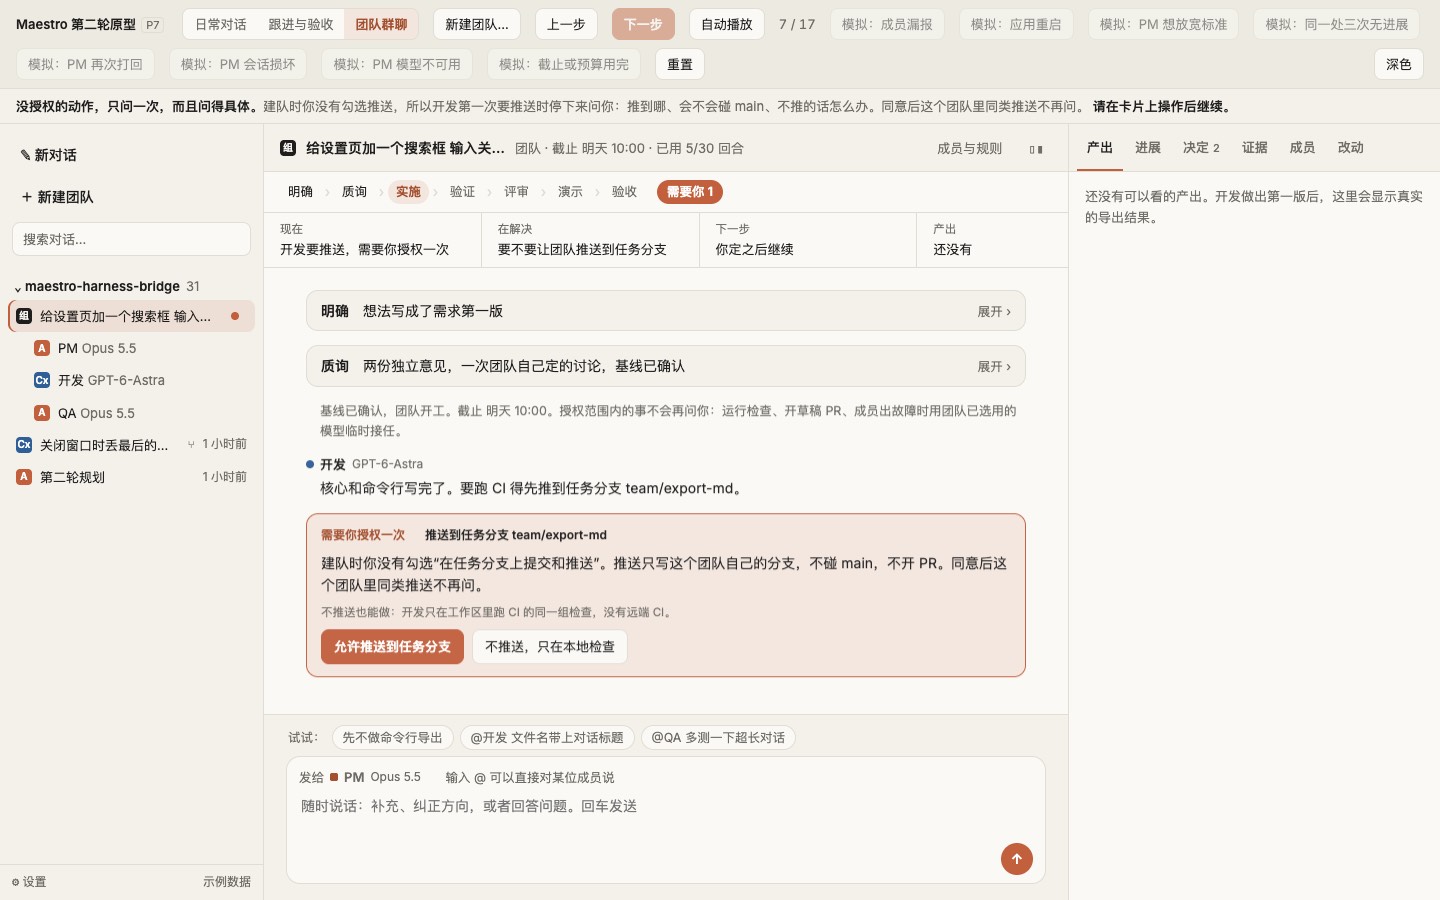 Maestro 第二轮原型 P7 日常对话 跟进与验收 团队群聊 新建团队... 上一步 下一步 自动播放 7 / 17 模拟：成员漏报 模拟：应用重启 模拟：PM 想放宽标准 模拟：同一处三次无进展
模拟：PM 再次打回 模拟：PM 会话损坏 模拟：PM 模型不可用 模拟：截止或预算用完 重置 深色
没授权的动作，只问一次，而且问得具体。建队时你没有勾选推送，所以开发第一次要推送时停下来问你：推到哪、会不会碰 main、不推的话怎么办。同意后这个团队里同类推送不再问。 请在卡片上操作后继续。
✎ 新对话
＋ 新建团队
搜索对话...
maestro-harness-bridge 31
组 给设置页加一个搜索框 输入...
A PM Opus 5.5
Cx 开发 GPT-6-Astra
A QA Opus 5.5
Cx 关闭窗口时丢最后的... 1 小时前
A 第二轮规划 1 小时前
⚙ 设置 示例数据
组 给设置页加一个搜索框 输入关... 团队 · 截止 明天 10:00 · 已用 5/30 回合 成员与规则
明确 › 质询 › 实施 › 验证 › 评审 › 演示 › 验收 需要你 1
现在 在解决 下一步 产出
开发要推送，需要你授权一次 要不要让团队推送到任务分支 你定之后继续 还没有
明确 想法写成了需求第一版 展开 ›
质询 两份独立意见，一次团队自己定的讨论，基线已确认 展开 ›
基线已确认，团队开工。截止 明天 10:00。授权范围内的事不会再问你：运行检查、开草稿 PR、成员出故障时用团队已选用的
模型临时接任。
开发 GPT-6-Astra
核心和命令行写完了。要跑 CI 得先推到任务分支 team/export-md。
需要你授权一次 推送到任务分支 team/export-md
建队时你没有勾选“在任务分支上提交和推送”。推送只写这个团队自己的分支，不碰 main，不开 PR。同意后这
个团队里同类推送不再问。
不推送也能做：开发只在工作区里跑 CI 的同一组检查，没有远端 CI。
允许推送到任务分支 不推送，只在本地检查
试试： 先不做命令行导出 @开发 文件名带上对话标题 @QA 多测一下超长对话
发给 PM Opus 5.5 输入 @ 可以直接对某位成员说
随时说话：补充、纠正方向，或者回答问题。回车发送
产出 进展 决定 2 证据 成员 改动
还没有可以看的产出。开发做出第一版后，这里会显示真实
的导出结果。